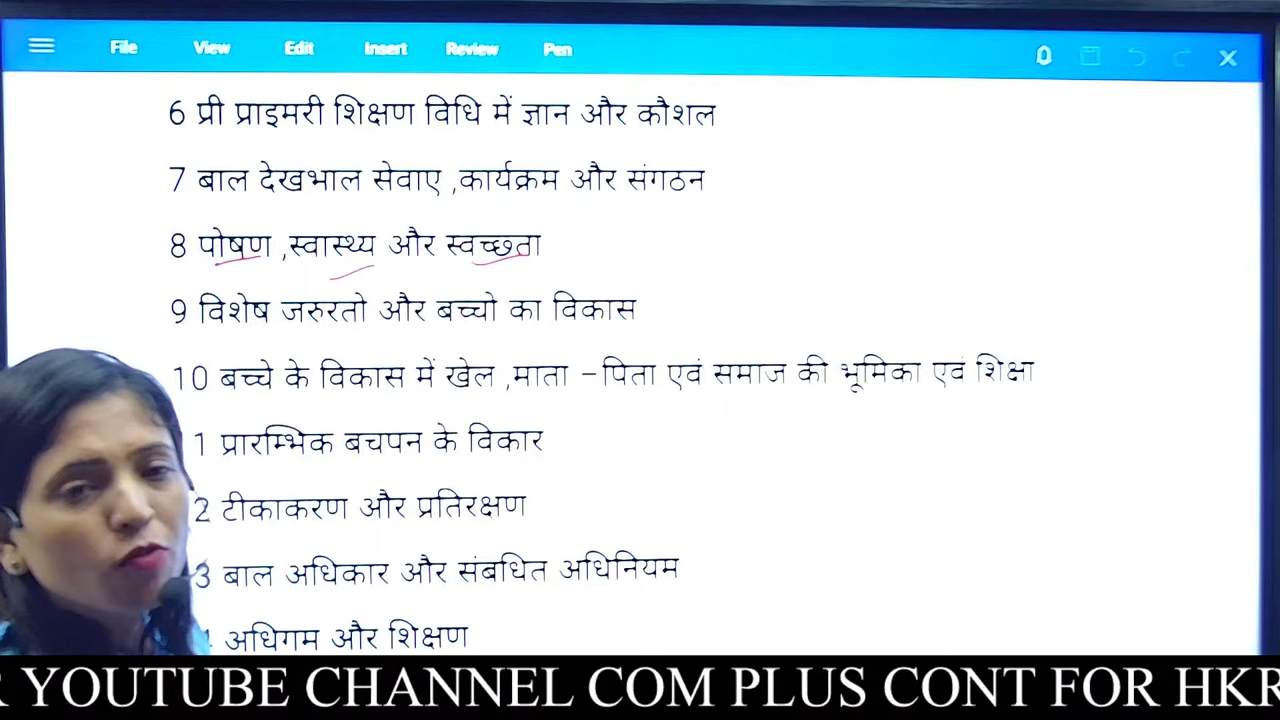 File View Edit Insert Review Pen
6 प्री प्राइमरी शिक्षण विधि में ज्ञान और कौशल
7 बाल देखभाल सेवाए ,कार्यक्रम और संगठन
8 पोषण ,स्वास्थ्य और स्वच्छता
9 विशेष जरुरतो और बच्चो का विकास
10 बच्चे के विकास में खेल ,माता –पिता एवं समाज की भूमिका एवं शिक्षा
1 प्रारम्भिक बचपन के विकार
2 टीकाकरण और प्रतिरक्षण
3 बाल अधिकार और संबधित अधिनियम
अधिगम और शिक्षण
R YOUTUBE CHANNEL COM PLUS CONT FOR HKR